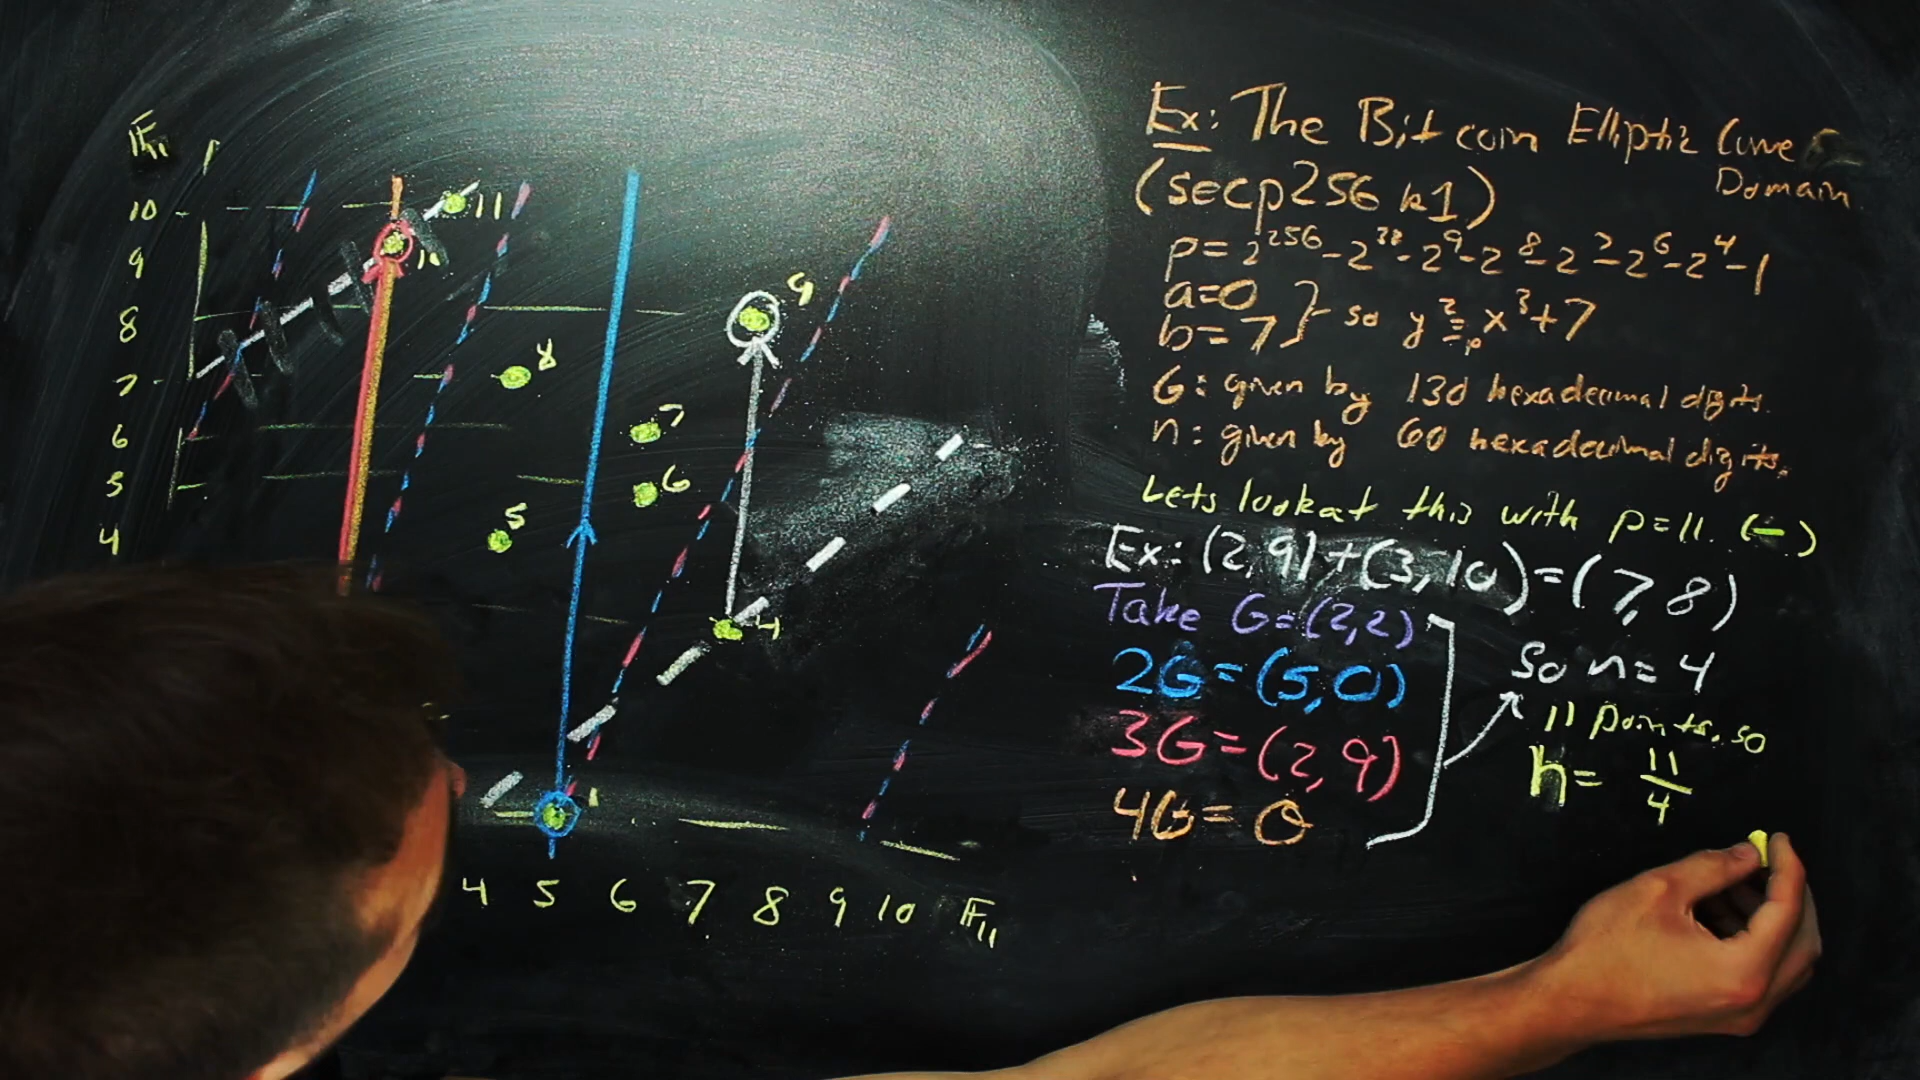 F11
10
9
8
7
6
5
4
4 5 6 7 8 9 10 F11
11
9
8
7
6
5
4
1
Ex: The Bitcoin Elliptic Curve
Domain
(secp256k1)
p=2^256-2^32-2^9-2^8-2^7-2^6-2^4-1
a=0
b=7 } so y^2 =p x^3+7
G: given by 130 hexadecimal digits.
n: given by 60 hexadecimal digits.
Lets look at this with p=11. (←)
Ex: (2,9)+(3,10)=(7,8)
Take G=(2,2)
2G=(5,0)
3G=(2,9)
4G=O
So n=4
11 points, so
h= 11/4